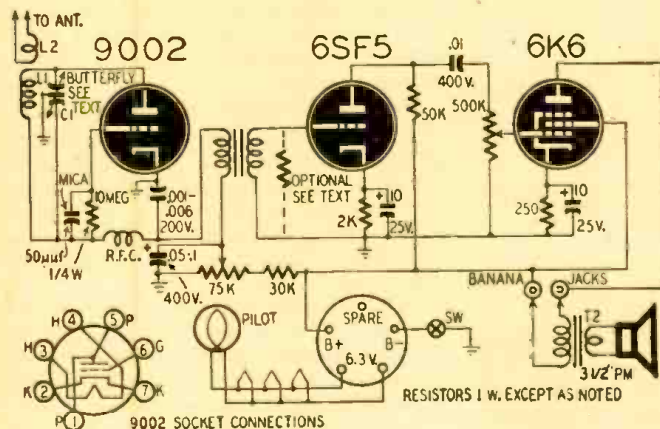 TO ANT.
L2
9002
6SF5
6K6
L1
BUTTERFLY
SEE
TEXT
C1
.01
400V.
50K
500K
MICA
10MEG
.001-
.006
200V.
OPTIONAL
SEE TEXT
+ 10
2K
25V.
+ 10
250
25V.
50µµf
1/4W
R.F.C.
+
.05-.1
400V.
75K
30K
BANANA
JACKS
PILOT
SPARE
B+
B-
6.3 V.
SW
T2
3 1/2" PM
H 4
5 P
H 3
6 G
K 2
7 K
P 1
9002 SOCKET CONNECTIONS
RESISTORS 1 W. EXCEPT AS NOTED